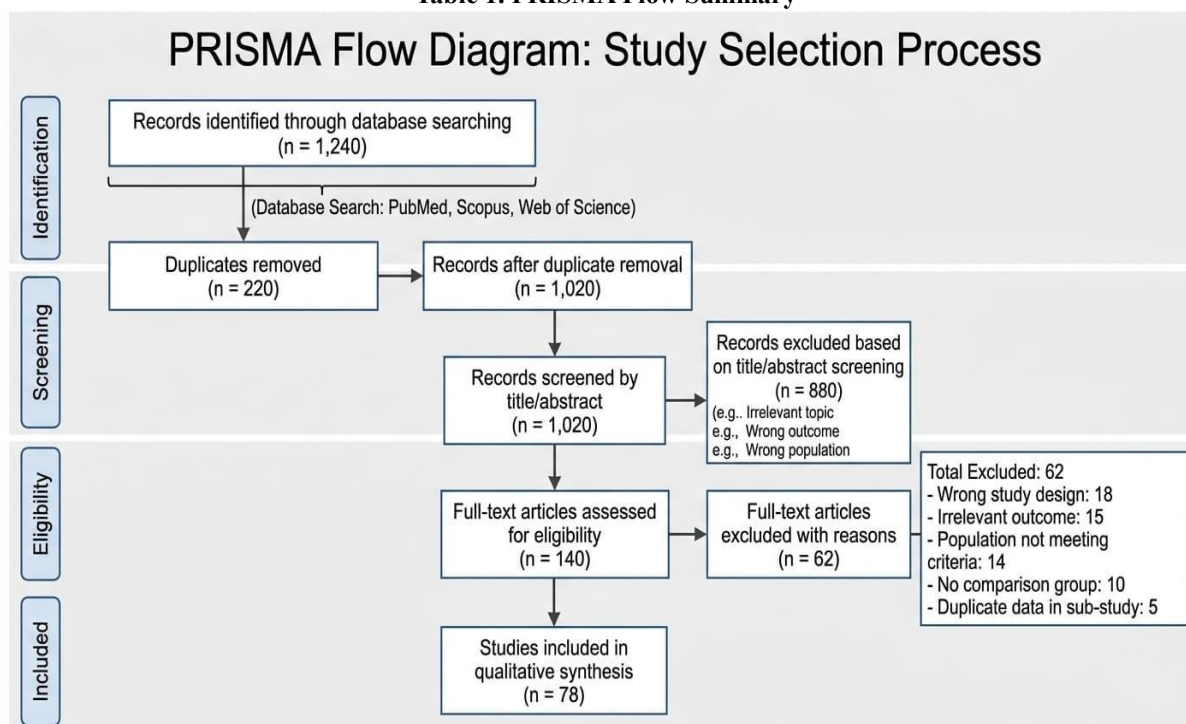 Table 1: PRISMA Flow Summary
PRISMA Flow Diagram: Study Selection Process
Identification
Records identified through database searching
(n = 1,240)
(Database Search: PubMed, Scopus, Web of Science)
Duplicates removed
(n = 220)
Records after duplicate removal
(n = 1,020)
Screening
Records screened by
title/abstract
(n = 1,020)
Records excluded based
on title/abstract screening
(n = 880)
(e.g.. Irrelevant topic
e.g., Wrong outcome
e.g., Wrong population
Eligibility
Full-text articles assessed
for eligibility
(n = 140)
Full-text articles
excluded with reasons
(n = 62)
Total Excluded: 62
- Wrong study design: 18
- Irrelevant outcome: 15
- Population not meeting
criteria: 14
- No comparison group: 10
- Duplicate data in sub-study: 5
Included
Studies included in
qualitative synthesis
(n = 78)